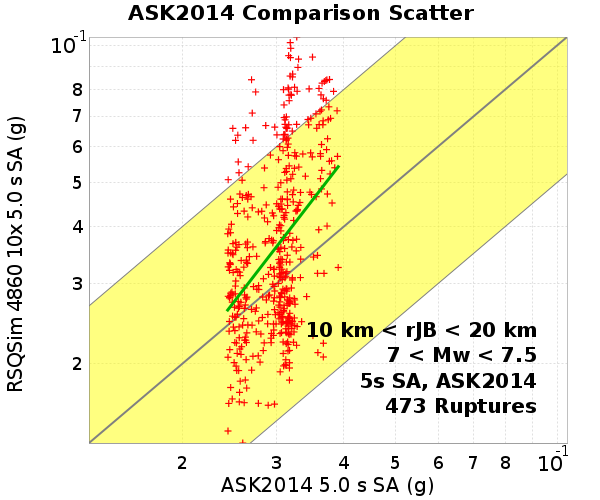 ASK2014 Comparison Scatter
10⁻¹
8
7
6
5
4
3
2
RSQSim 4860 10x 5.0 s SA (g)
10 km < rJB < 20 km
7 < Mw < 7.5
5s SA, ASK2014
473 Ruptures
2 3 4 5 6 7 8 10⁻¹
ASK2014 5.0 s SA (g)